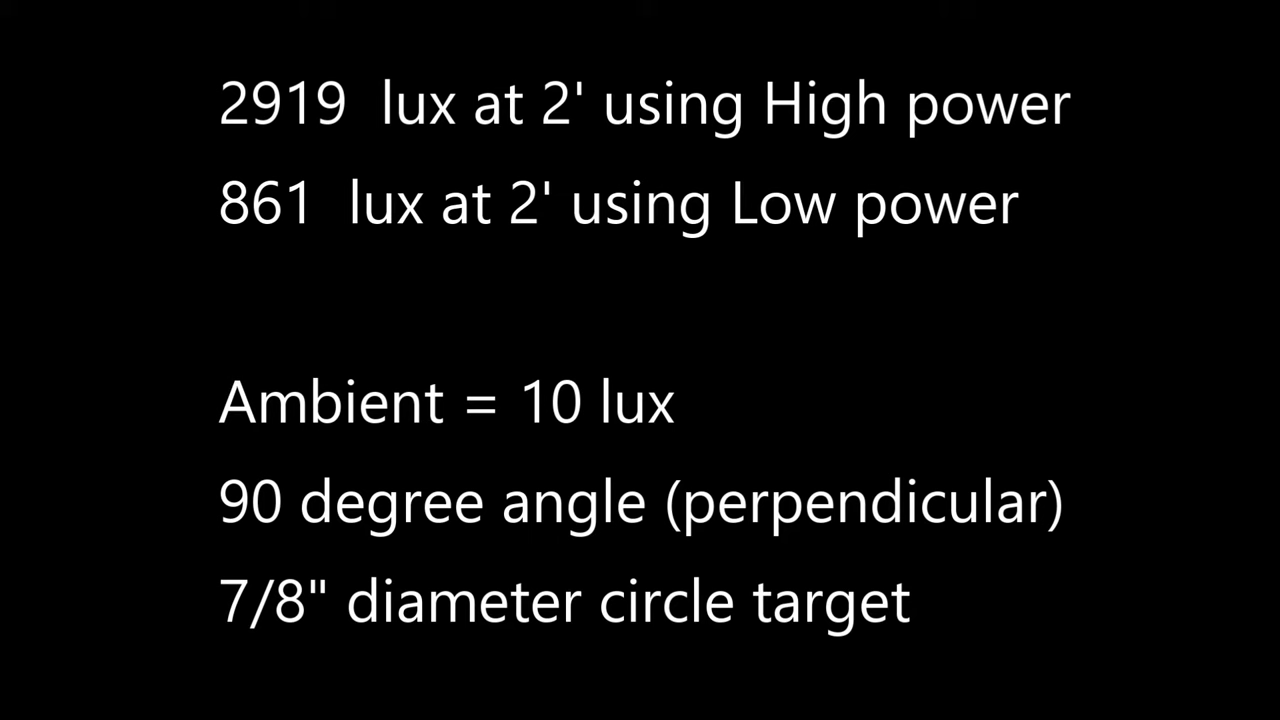 2919 lux at 2' using High power
861 lux at 2' using Low power
Ambient = 10 lux
90 degree angle (perpendicular)
7/8" diameter circle target